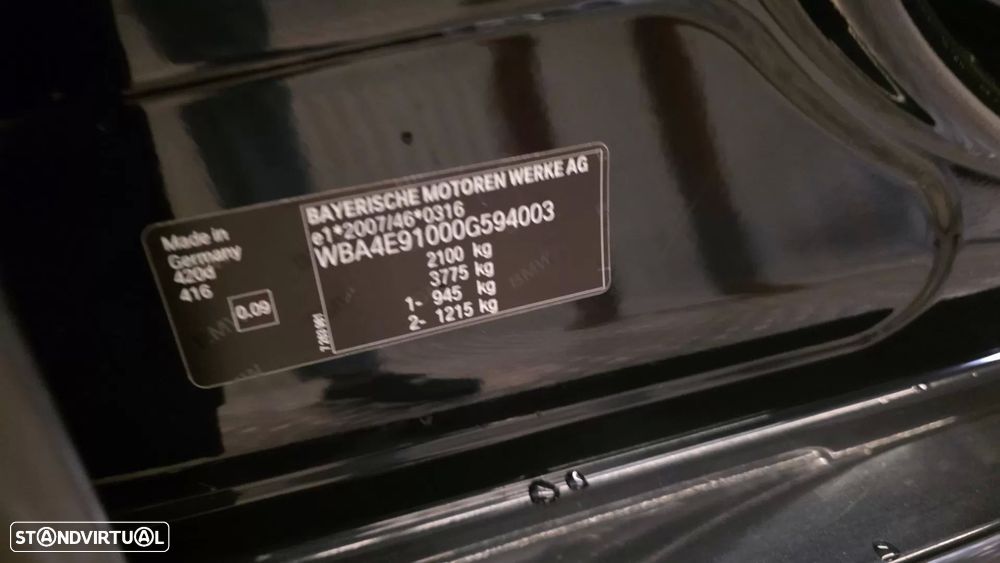 Made in
Germany
420d
416
0.09
BAYERISCHE MOTOREN WERKE AG
e1*2007/46*0316
WBA4E91000G594003
2100 kg
3775 kg
1- 945 kg
2- 1215 kg
BMW
STANDVIRTUAL